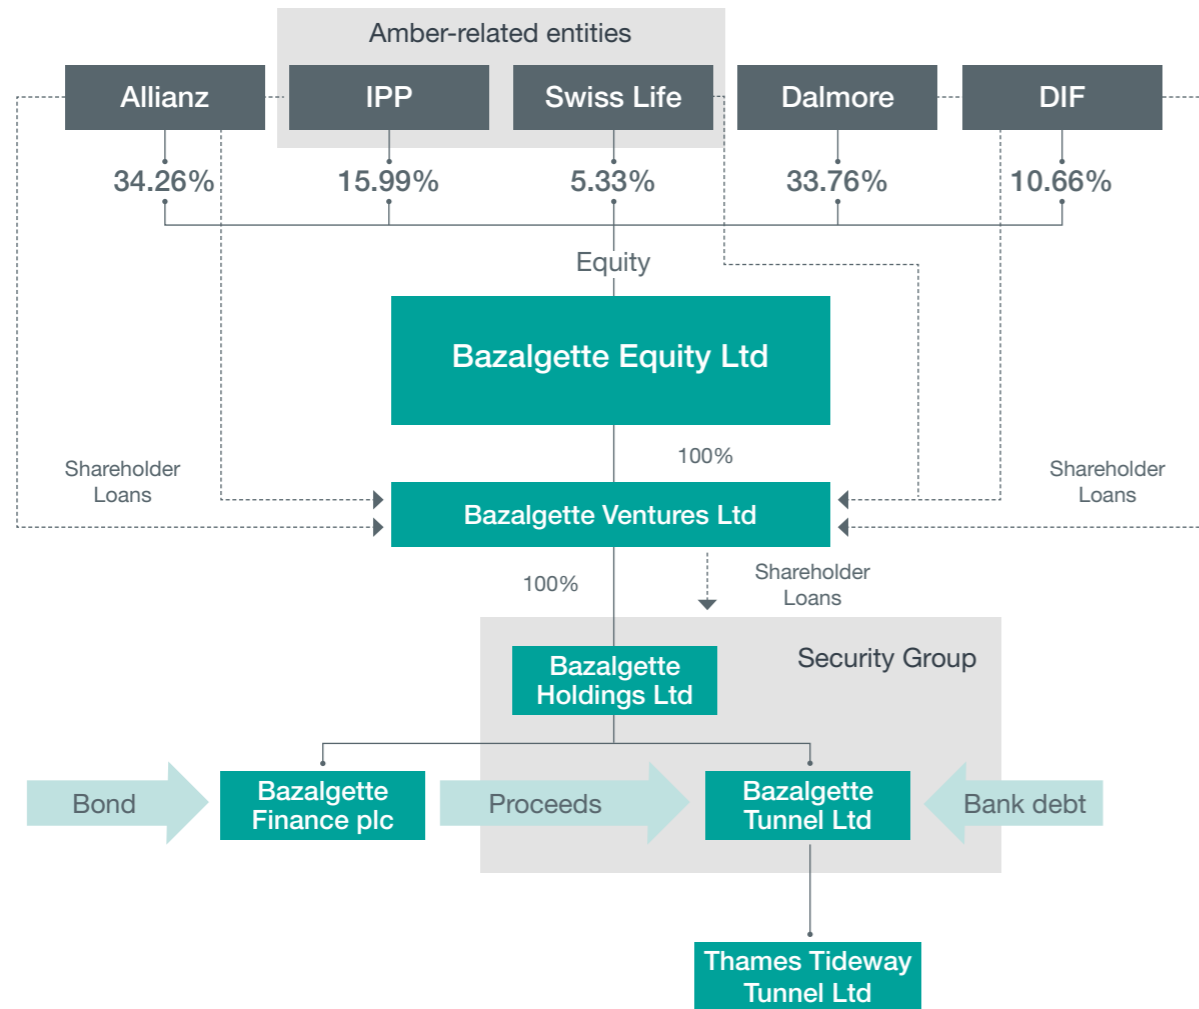 Amber-related entities
Allianz
IPP
Swiss Life
Dalmore
DIF
34.26%
15.99%
5.33%
33.76%
10.66%
Equity
Bazalgette Equity Ltd
100%
Shareholder
Loans
Shareholder
Loans
Bazalgette Ventures Ltd
100%
Shareholder
Loans
Security Group
Bazalgette
Holdings Ltd
Bond
Bazalgette
Finance plc
Proceeds
Bazalgette
Tunnel Ltd
Bank debt
Thames Tideway
Tunnel Ltd